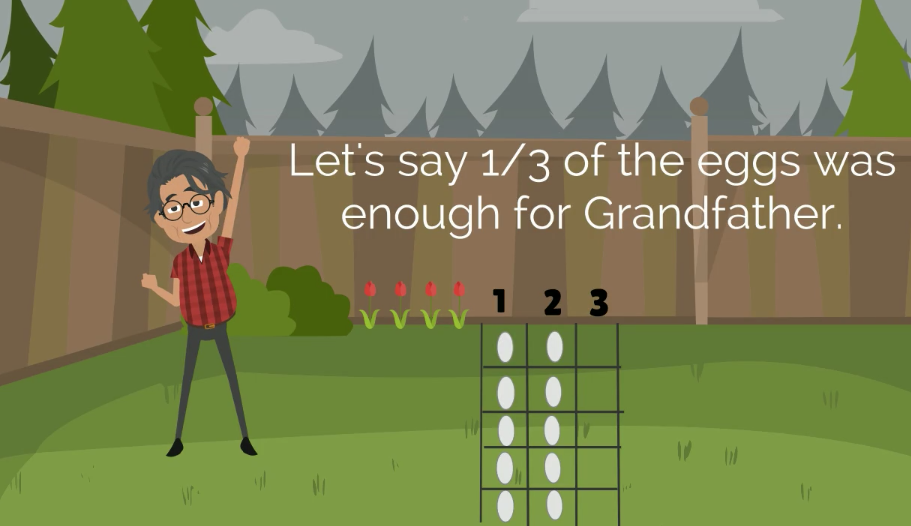 Let's say 1/3 of the eggs was
enough for Grandfather.
1 2 3